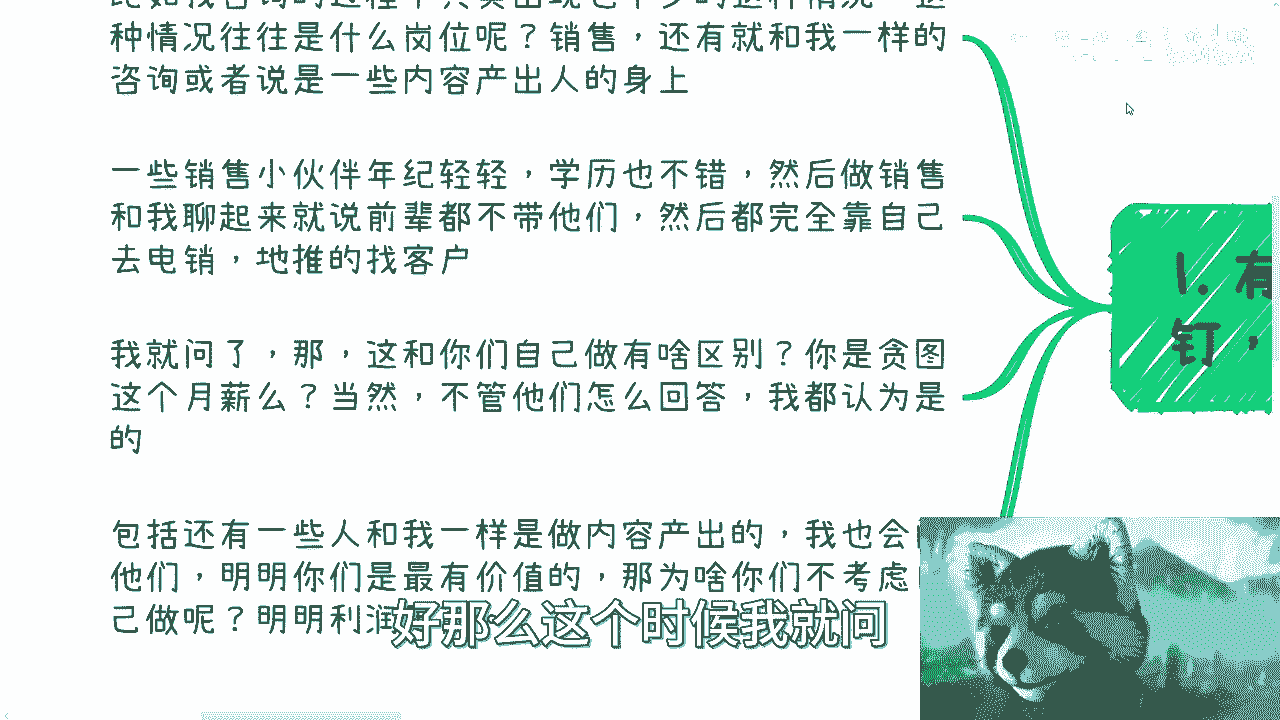 种情况往往是什么岗位呢？销售，还有就和我一样的
咨询或者说是一些内容产出人的身上
一些销售小伙伴年纪轻轻，学历也不错，然后做销售
和我聊起来就说前辈都不带他们，然后都完全靠自己
去电销，地推的找客户
我就问了，那，这和你们自己做有啥区别？你是贪图
这个月薪么？当然，不管他们怎么回答，我都认为是
的
包括还有一些人和我一样是做内容产出的，我也会
他们，明明你们是最有价值的，那为啥你们不考虑
己做呢？明明利润
好那么这个时候我就问
1. 有
钉，